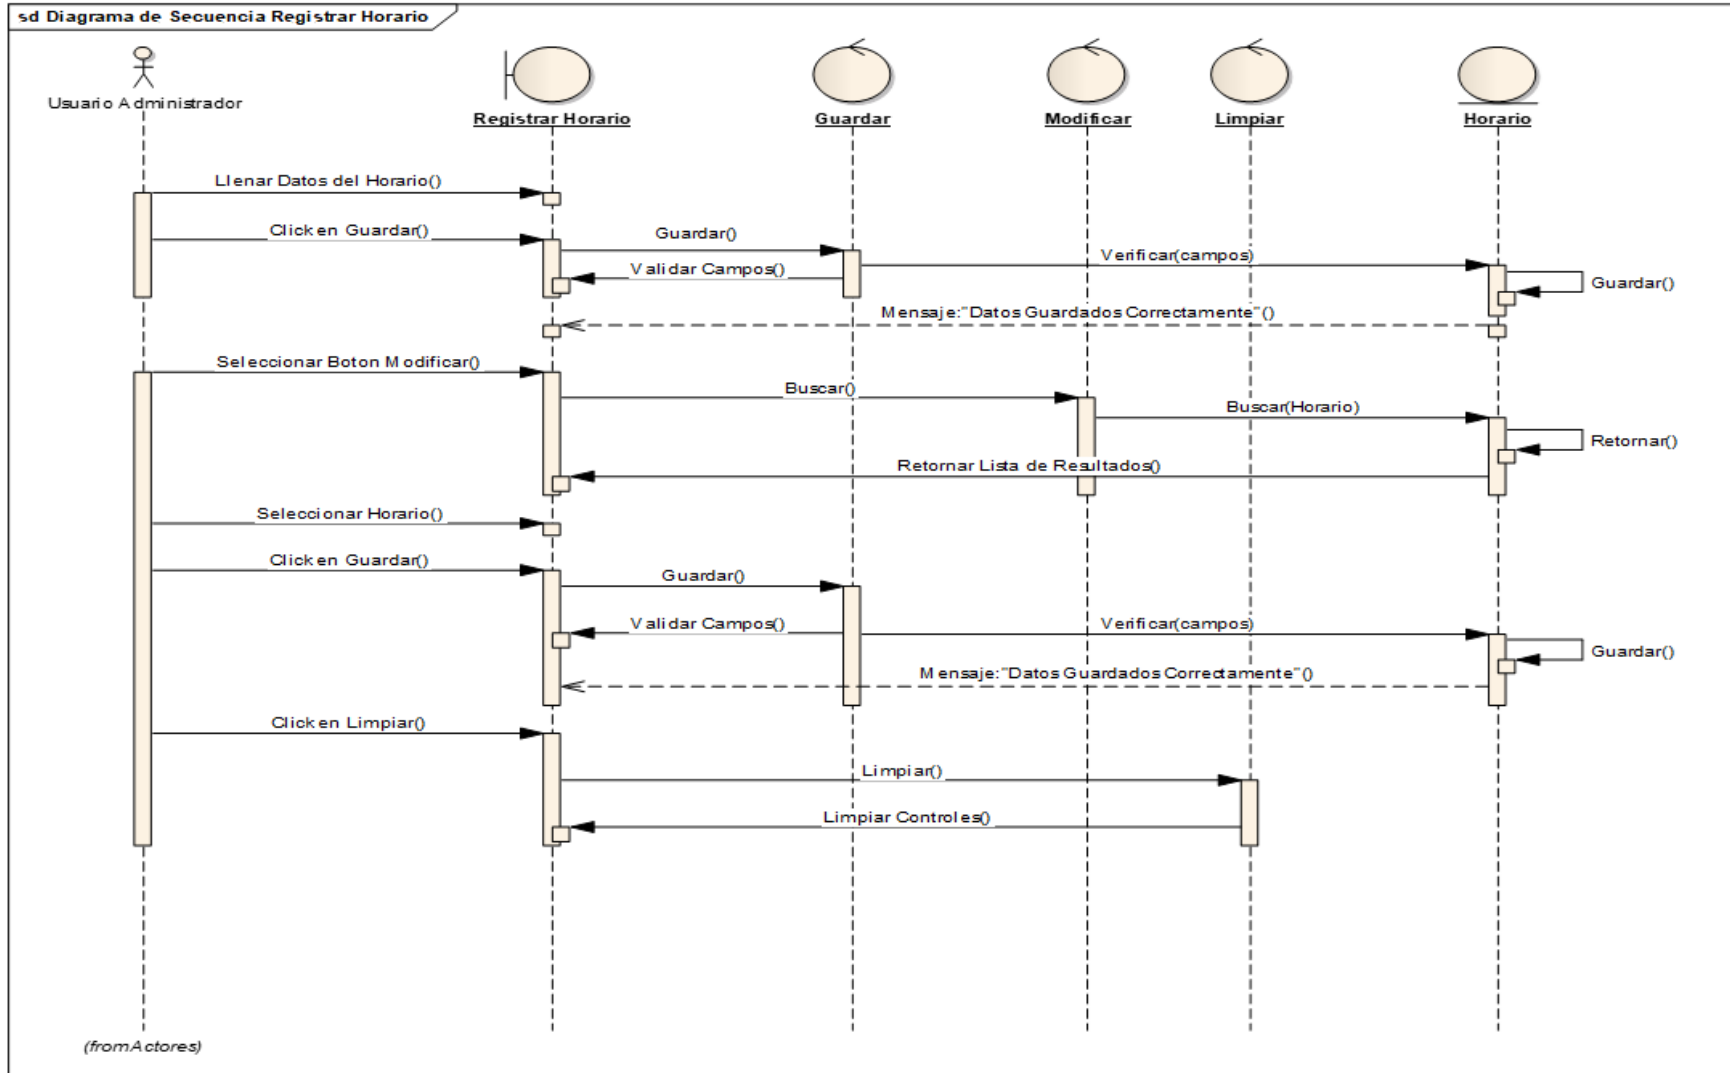 sd Diagrama de Secuencia Registrar Horario
Usuario Administrador
Registrar Horario
Guardar
Modificar
Limpiar
Horario
Llenar Datos del Horario()
Click en Guardar()
Guardar()
Verificar(campos)
Validar Campos()
Guardar()
Mensaje:"Datos Guardados Correctamente"()
Seleccionar Boton Modificar()
Buscar()
Buscar(Horario)
Retornar()
Retornar Lista de Resultados()
Seleccionar Horario()
Click en Guardar()
Guardar()
Validar Campos()
Verificar(campos)
Guardar()
Mensaje:"Datos Guardados Correctamente"()
Click en Limpiar()
Limpiar()
Limpiar Controles()
(from Actores)